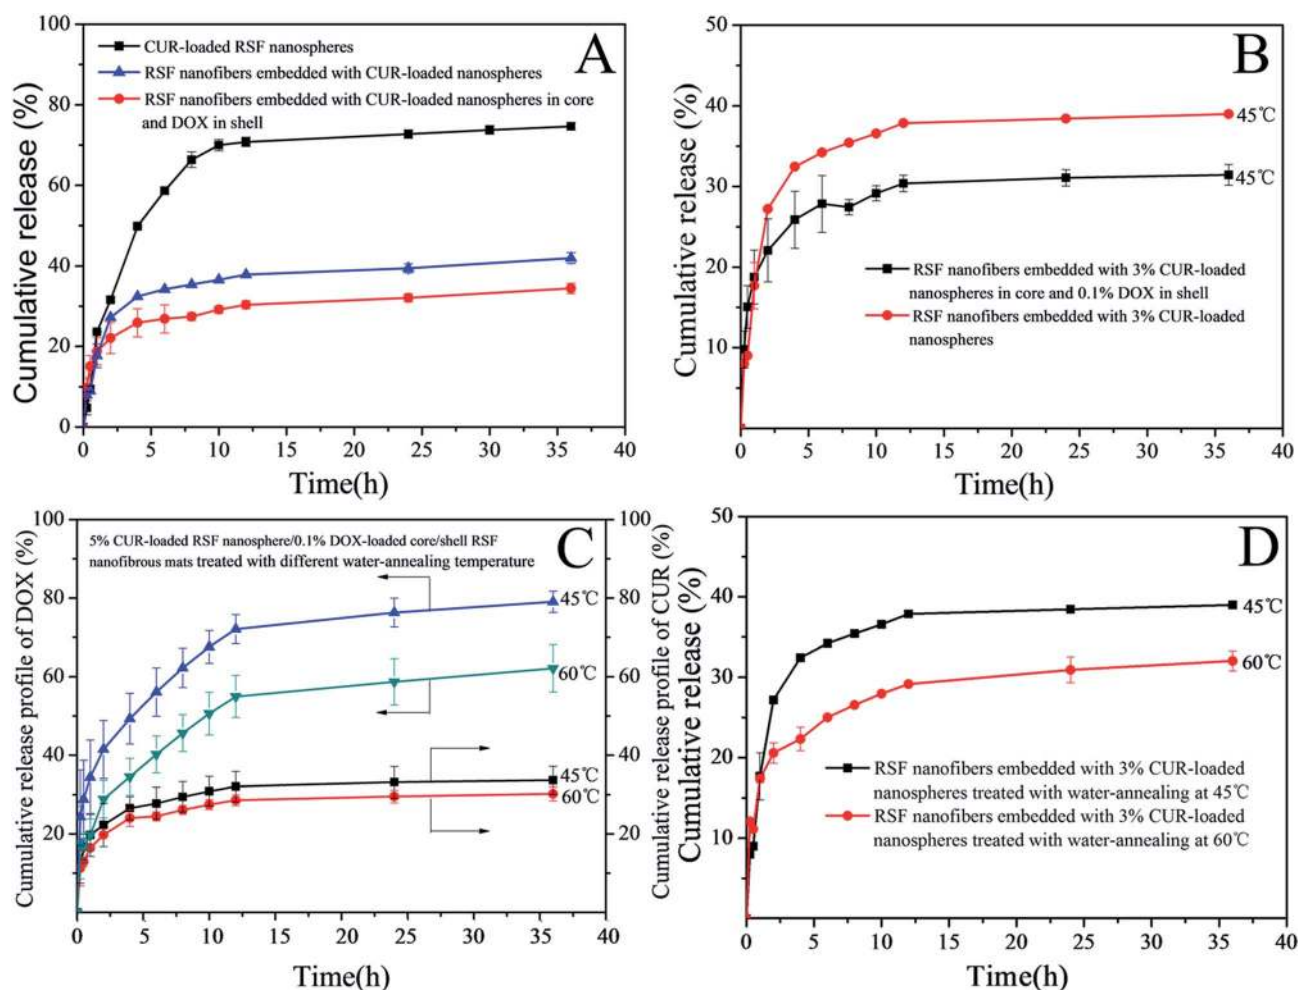 A
CUR-loaded RSF nanospheres
RSF nanofibers embedded with CUR-loaded nanospheres
RSF nanofibers embedded with CUR-loaded nanospheres in core
and DOX in shell
Cumulative release (%)
100
80
60
40
20
0
0 5 10 15 20 25 30 35 40
Time(h)
B
45℃
45℃
RSF nanofibers embedded with 3% CUR-loaded
nanospheres in core and 0.1% DOX in shell
RSF nanofibers embedded with 3% CUR-loaded
nanospheres
Cumulative release (%)
50
40
30
20
10
0 5 10 15 20 25 30 35 40
Time(h)
C
5% CUR-loaded RSF nanosphere/0.1% DOX-loaded core/shell RSF
nanofibrous mats treated with different water-annealing temperature
45℃
60℃
45℃
60℃
Cumulative release profile of DOX (%)
100
80
60
40
20
Cumulative release profile of CUR (%)
100
80
60
40
20
0 5 10 15 20 25 30 35 40
Time(h)
D
45℃
60℃
RSF nanofibers embedded with 3% CUR-loaded
nanospheres treated with water-annealing at 45℃
RSF nanofibers embedded with 3% CUR-loaded
nanospheres treated with water-annealing at 60℃
Cumulative release (%)
50
40
30
20
10
0 5 10 15 20 25 30 35 40
Time(h)